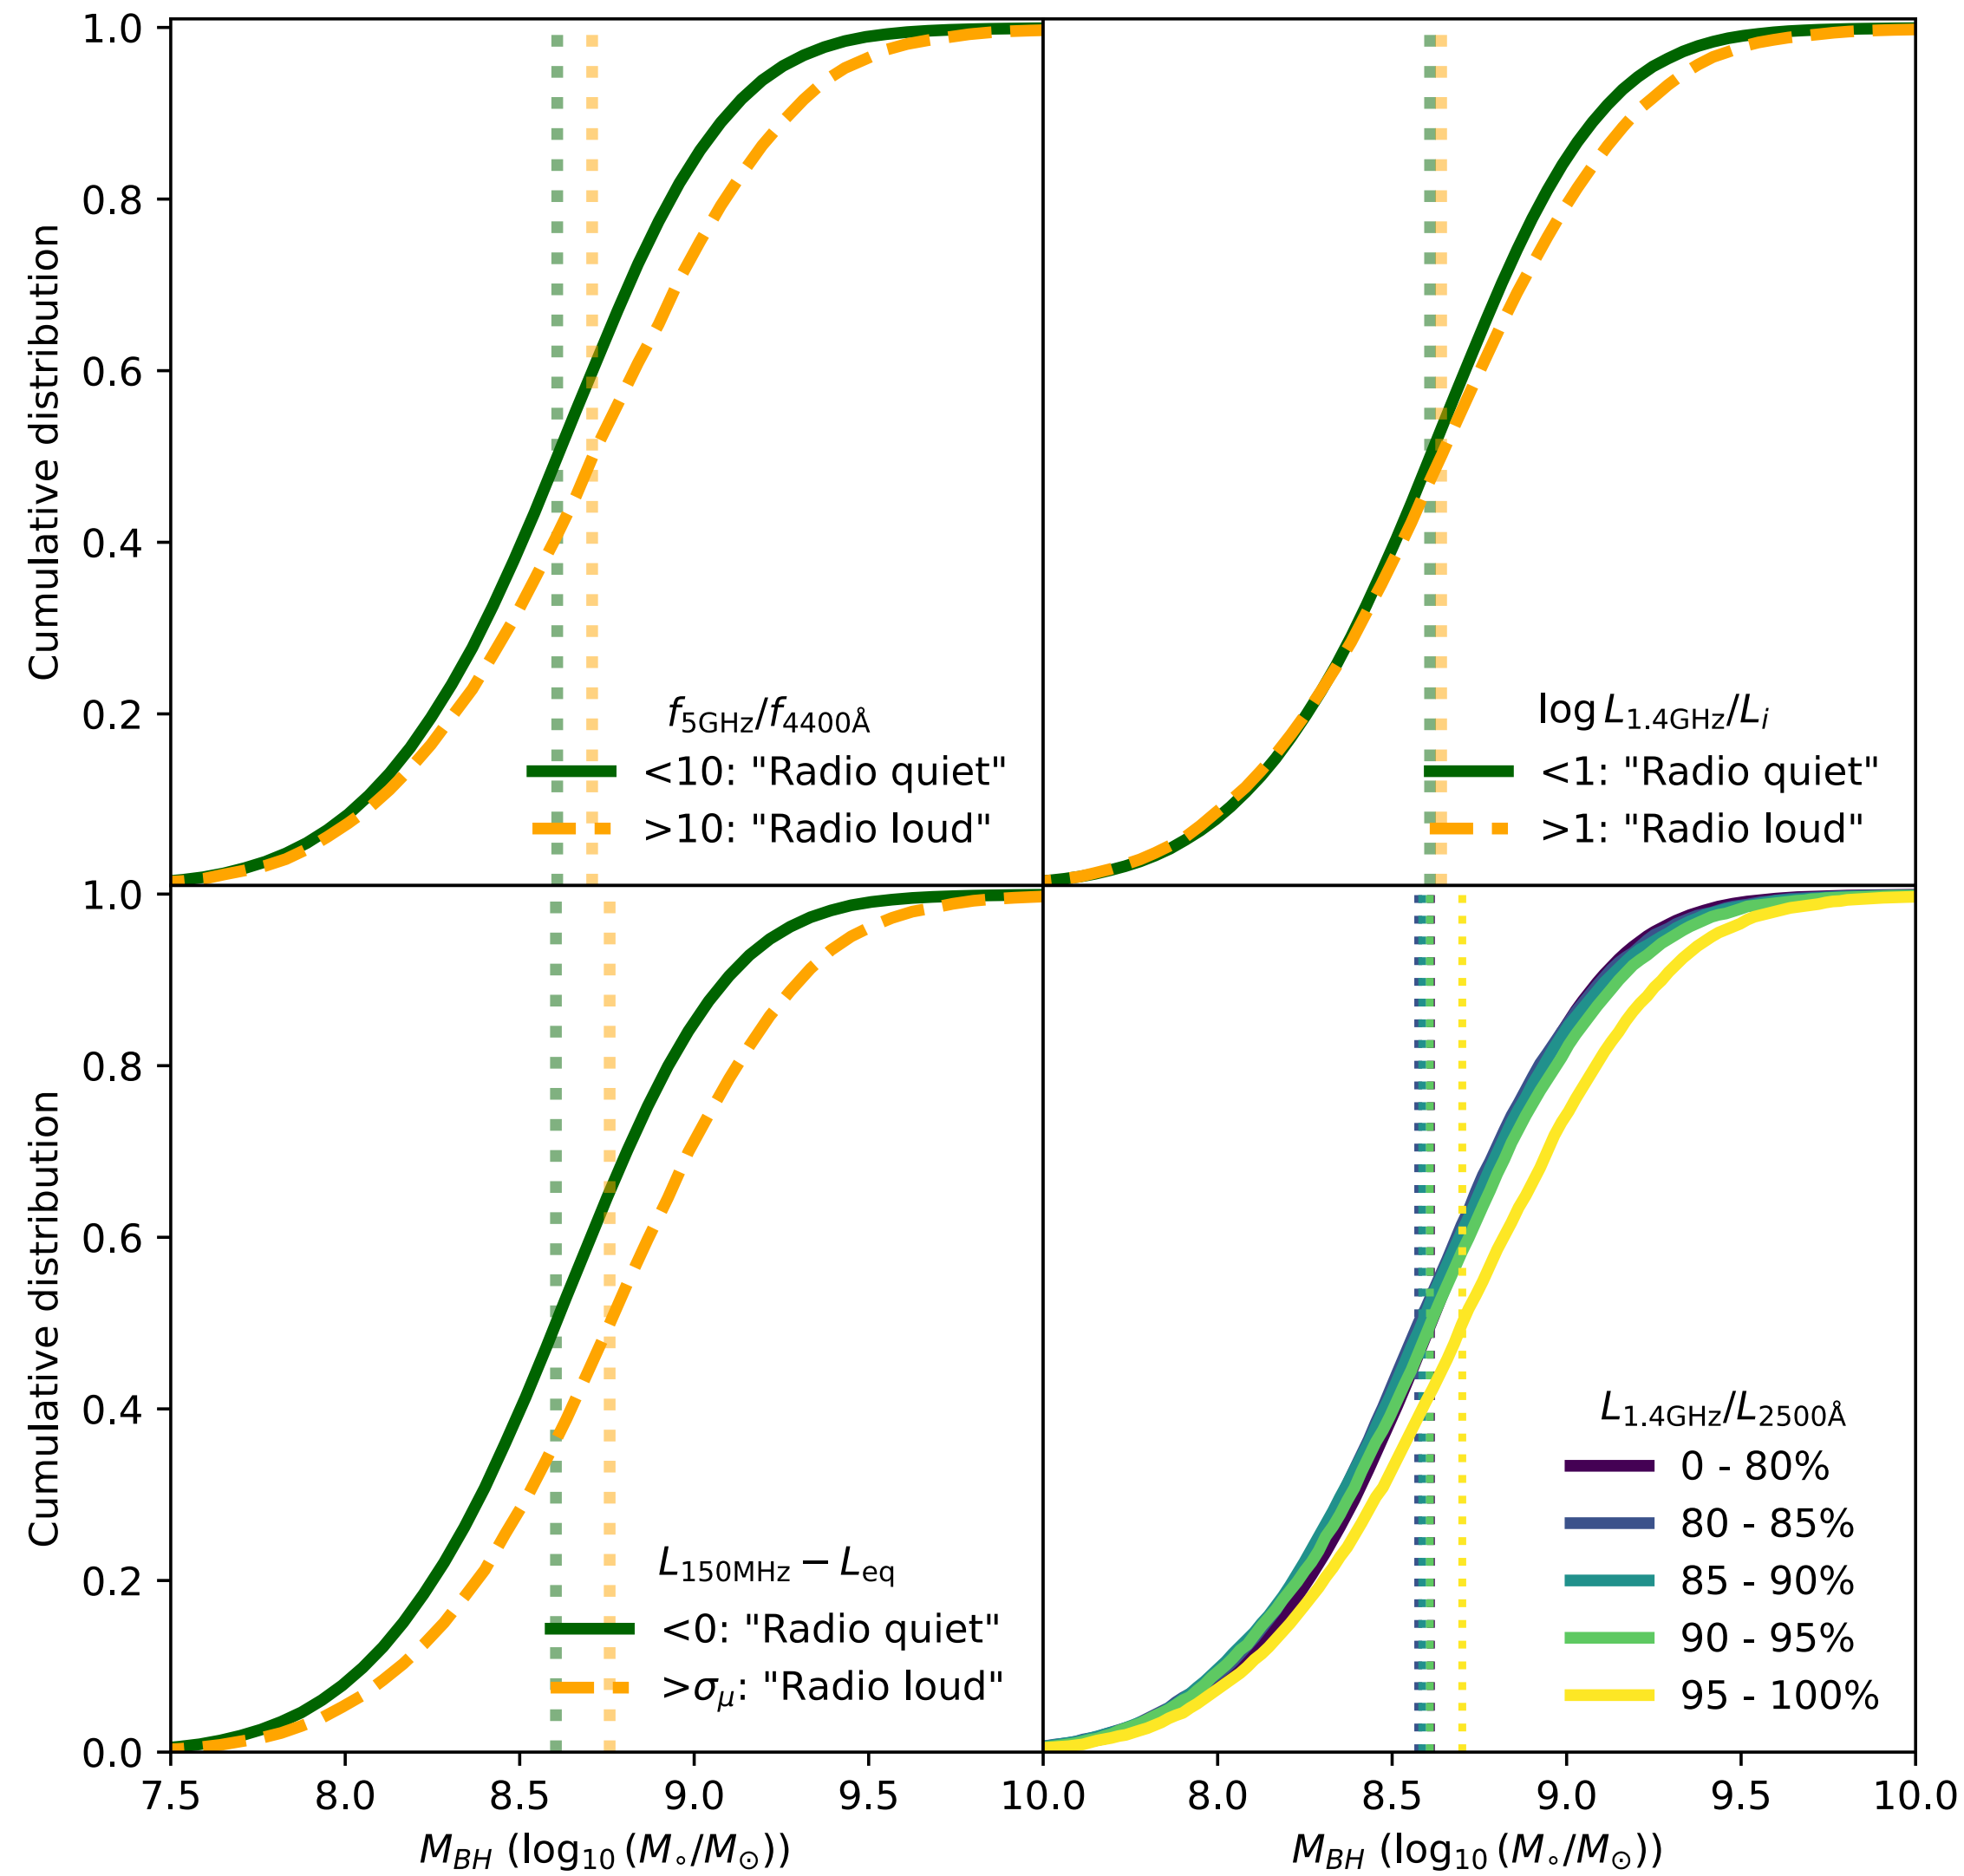 1.0
0.8
0.6
0.4
0.2
Cumulative distribution
f5GHz/f4400Å
<10: "Radio quiet"
>10: "Radio loud"
log L1.4GHz/Li
<1: "Radio quiet"
>1: "Radio loud"
1.0
0.8
0.6
0.4
0.2
0.0
Cumulative distribution
L150MHz − Leq
<0: "Radio quiet"
>σμ: "Radio loud"
L1.4GHz/L2500Å
0 - 80%
80 - 85%
85 - 90%
90 - 95%
95 - 100%
7.5 8.0 8.5 9.0 9.5 10.0 8.0 8.5 9.0 9.5 10.0
MBH (log10 (M∘/M⊙))
MBH (log10 (M∘/M⊙))